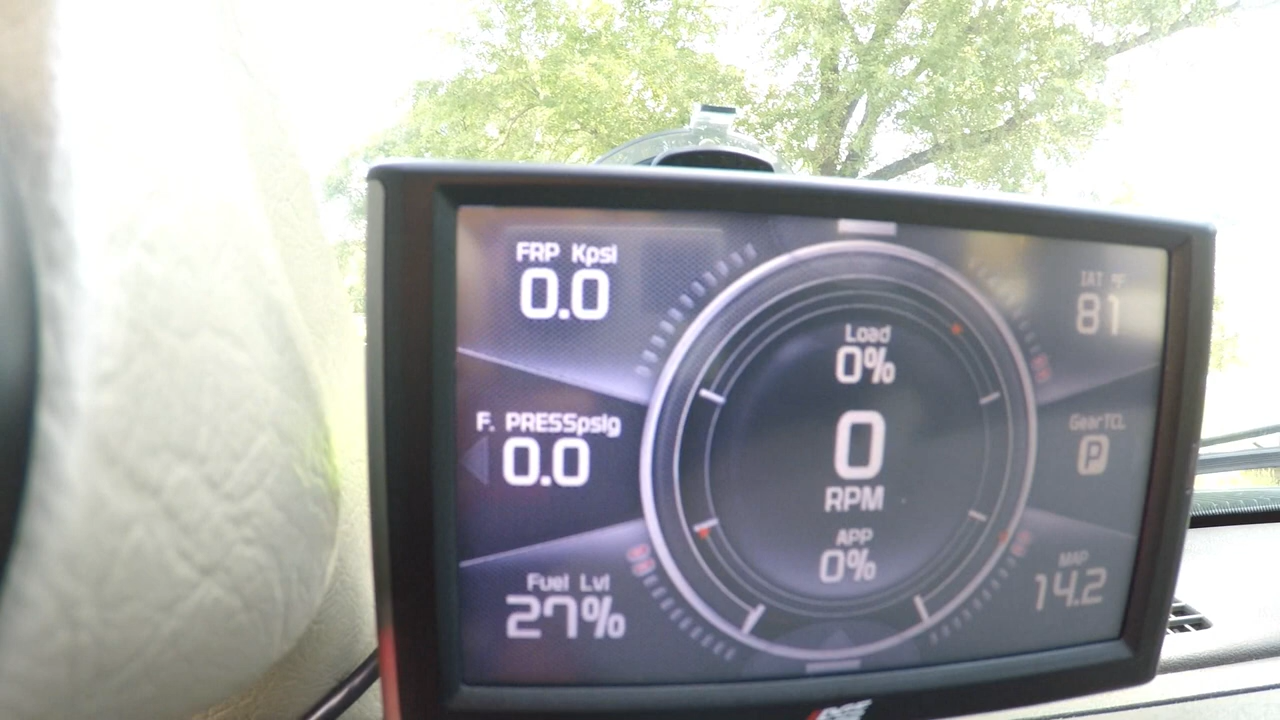 FRP Kpsi
0.0
F. PRESSpsig
0.0
Fuel Lvl
27%
Load
0%
0
RPM
APP
0%
IAT °F
81
GearTCL
P
MAP
14.2